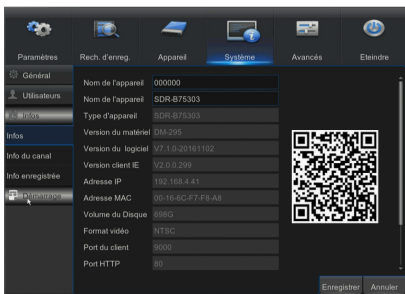 Paramètres
Rech. d'enreg.
Appareil
Système
Avancés
Eteindre
Général
Utilisateurs
Infos
Infos
Info du canal
Info enregistrée
Démarrage
Nom de l'appareil 000000
Nom de l'appareil SDR-B75303
Type d'appareil SDR-B75303
Version du matériel DM-295
Version du logiciel V7.1.0-20161102
Version client IE V2.0.0.299
Adresse IP 192.168.4.41
Adresse MAC 00-16-6C-F7-F8-A8
Volume du Disque 698G
Format vidéo NTSC
Port du client 9000
Port HTTP 80
Enregistrer
Annuler